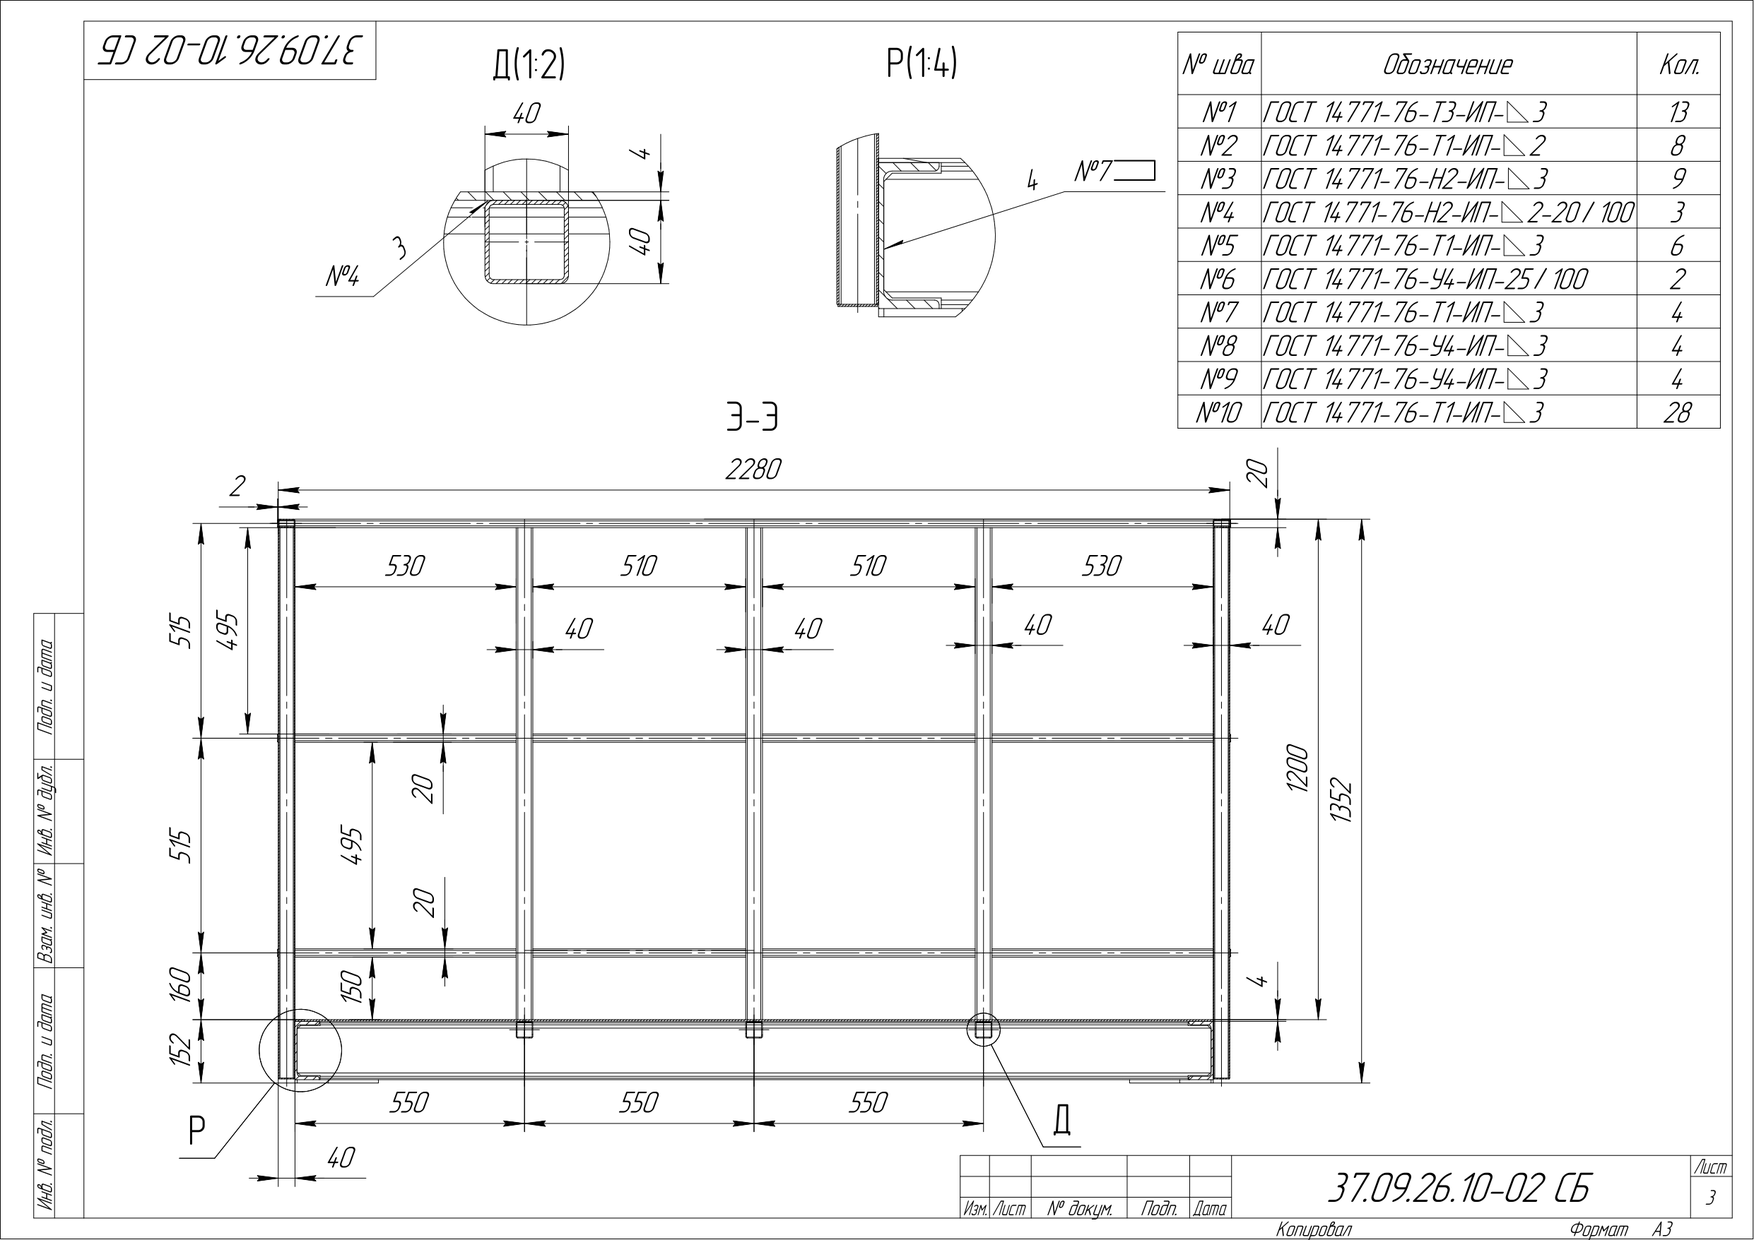 37.09.26.10-02 СБ
Д(1:2)
40
4
40
3
№4
Р(1:4)
4
№7
№ шва Обозначение Кол.
№1 ГОСТ 14771-76-Т3-ИП-◺3 13
№2 ГОСТ 14771-76-Т1-ИП-◺2 8
№3 ГОСТ 14771-76-Н2-ИП-◺3 9
№4 ГОСТ 14771-76-Н2-ИП-◺2-20/100 3
№5 ГОСТ 14771-76-Т1-ИП-◺3 6
№6 ГОСТ 14771-76-У4-ИП-25/100 2
№7 ГОСТ 14771-76-Т1-ИП-◺3 4
№8 ГОСТ 14771-76-У4-ИП-◺3 4
№9 ГОСТ 14771-76-У4-ИП-◺3 4
№10 ГОСТ 14771-76-Т1-ИП-◺3 28
Э-Э
2280
2
20
530 510 510 530
515
495
40 40 40 40
20
1200
1352
515
495
20
160
150
4
152
550 550 550
Р
Д
40
Подп. и дата
Инв. № дубл.
Взам. инв. №
Подп. и дата
Инв. № подл.
37.09.26.10-02 СБ
Лист
3
Изм. Лист № докум. Подп. Дата
Копировал Формат А3